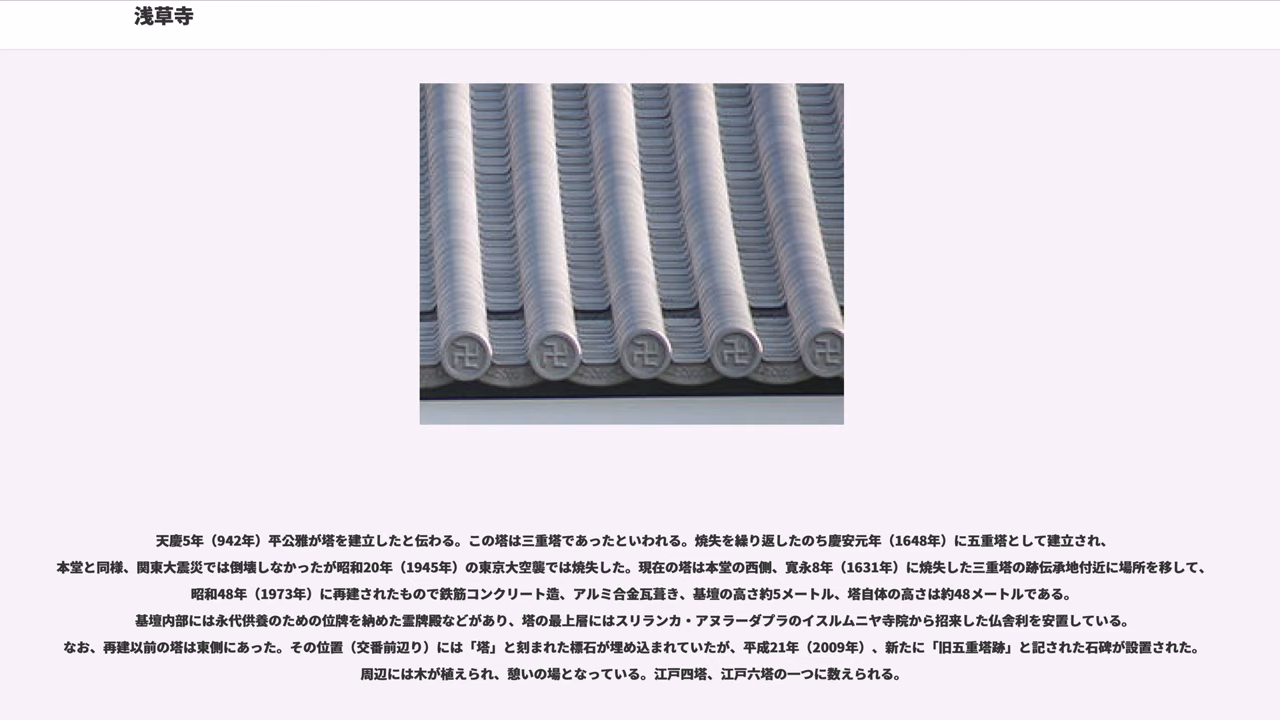 浅草寺
天慶5年（942年）平公雅が塔を建立したと伝わる。この塔は三重塔であったといわれる。焼失を繰り返したのち慶安元年（1648年）に五重塔として建立され、
本堂と同様、関東大震災では倒壊しなかったが昭和20年（1945年）の東京大空襲では焼失した。現在の塔は本堂の西側、寛永8年（1631年）に焼失した三重塔の跡伝承地付近に場所を移して、
昭和48年（1973年）に再建されたもので鉄筋コンクリート造、アルミ合金瓦葺き、基壇の高さ約5メートル、塔自体の高さは約48メートルである。
基壇内部には永代供養のための位牌を納めた霊牌殿などがあり、塔の最上層にはスリランカ・アヌラーダプラのイスルムニヤ寺院から招来した仏舎利を安置している。
なお、再建以前の塔は東側にあった。その位置（交番前辺り）には「塔」と刻まれた標石が埋め込まれていたが、平成21年（2009年）、新たに「旧五重塔跡」と記された石碑が設置された。
周辺には木が植えられ、憩いの場となっている。江戸四塔、江戸六塔の一つに数えられる。